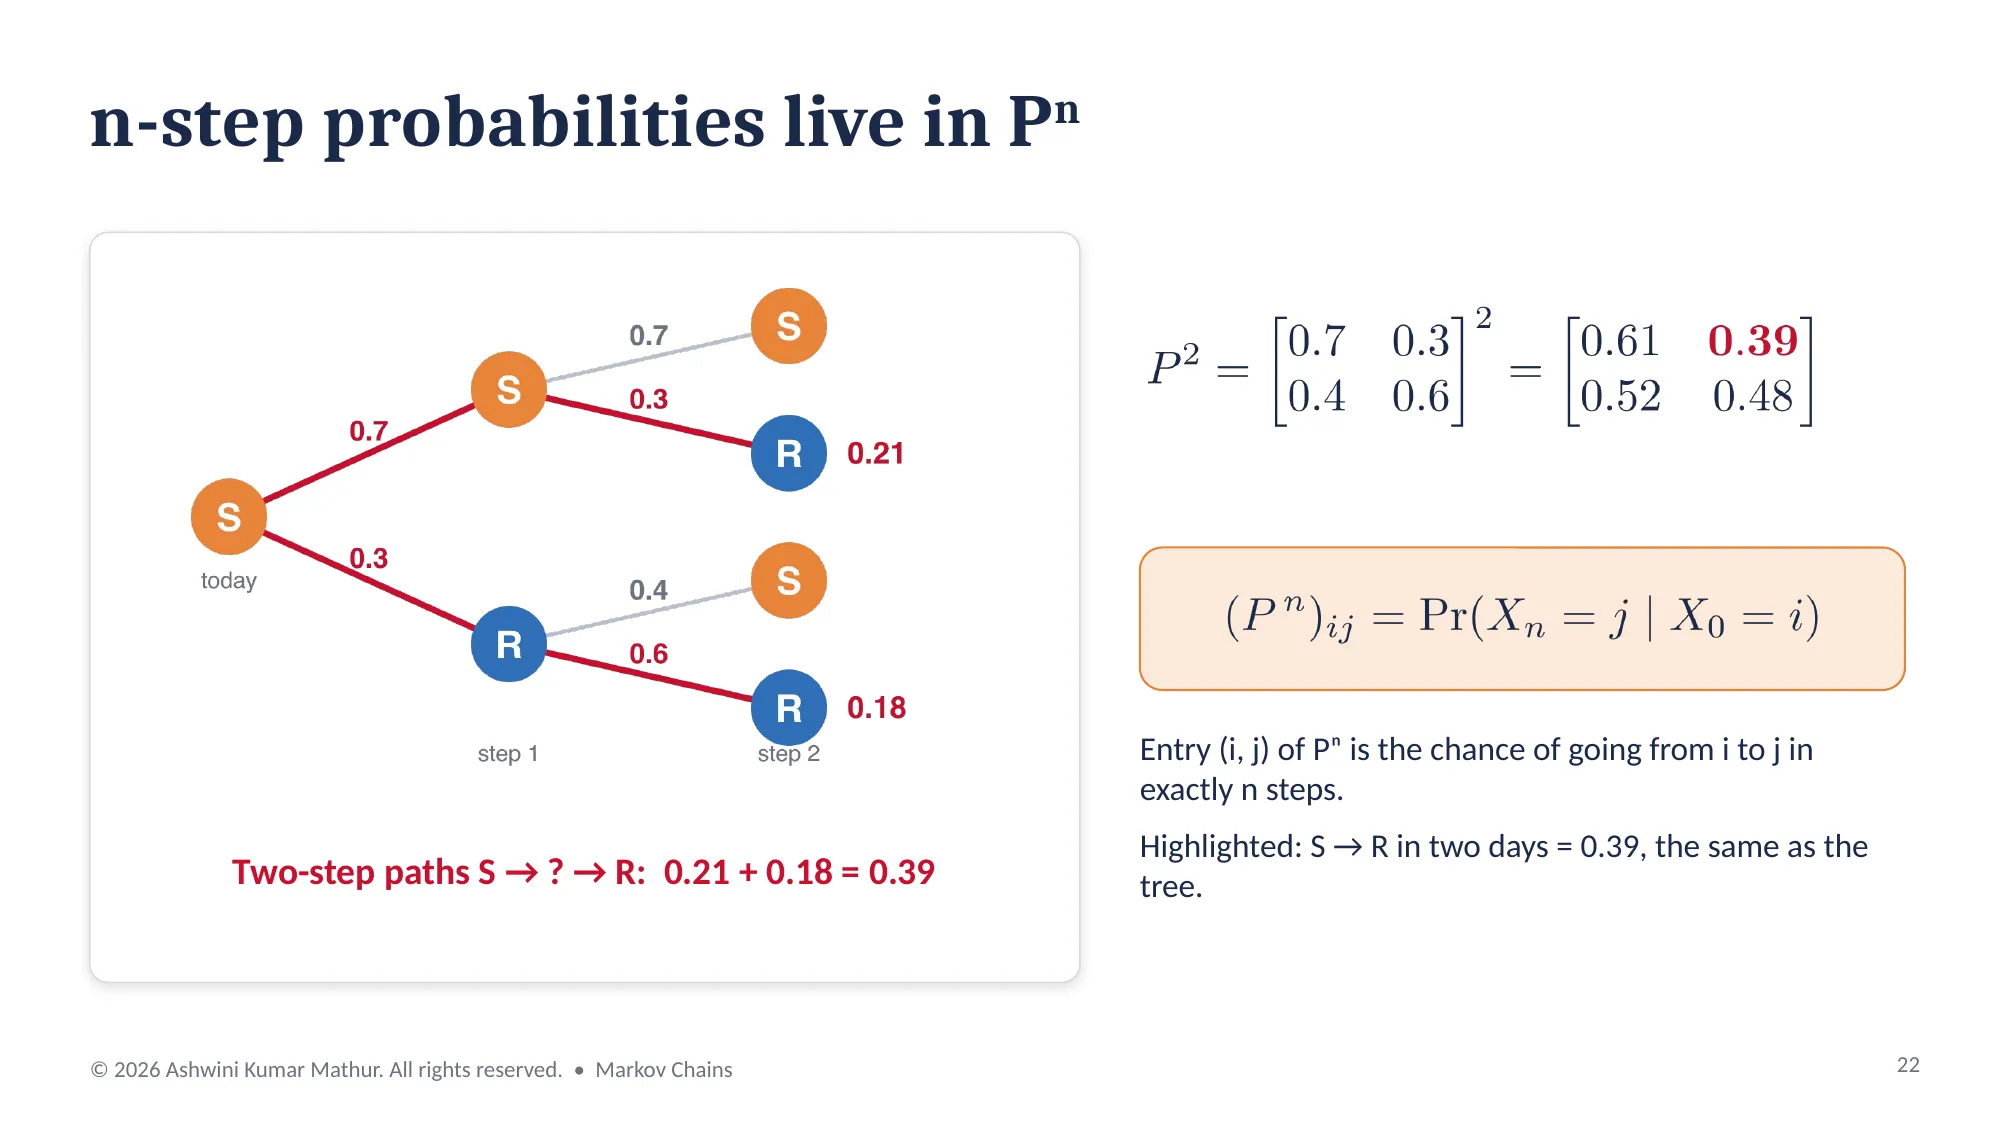 n-step probabilities live in Pⁿ
0.7
S
S
0.3
0.7
R
0.21
S
0.3
today
0.4
S
R
0.6
R
0.18
step 1
step 2
Two-step paths S → ? → R: 0.21 + 0.18 = 0.39
P² = [0.7 0.3
0.4 0.6]² = [0.61 0.39
0.52 0.48]
(Pⁿ)ᵢⱼ = Pr(Xₙ = j | X₀ = i)
Entry (i, j) of Pⁿ is the chance of going from i to j in
exactly n steps.
Highlighted: S → R in two days = 0.39, the same as the
tree.
© 2026 Ashwini Kumar Mathur. All rights reserved. • Markov Chains
22